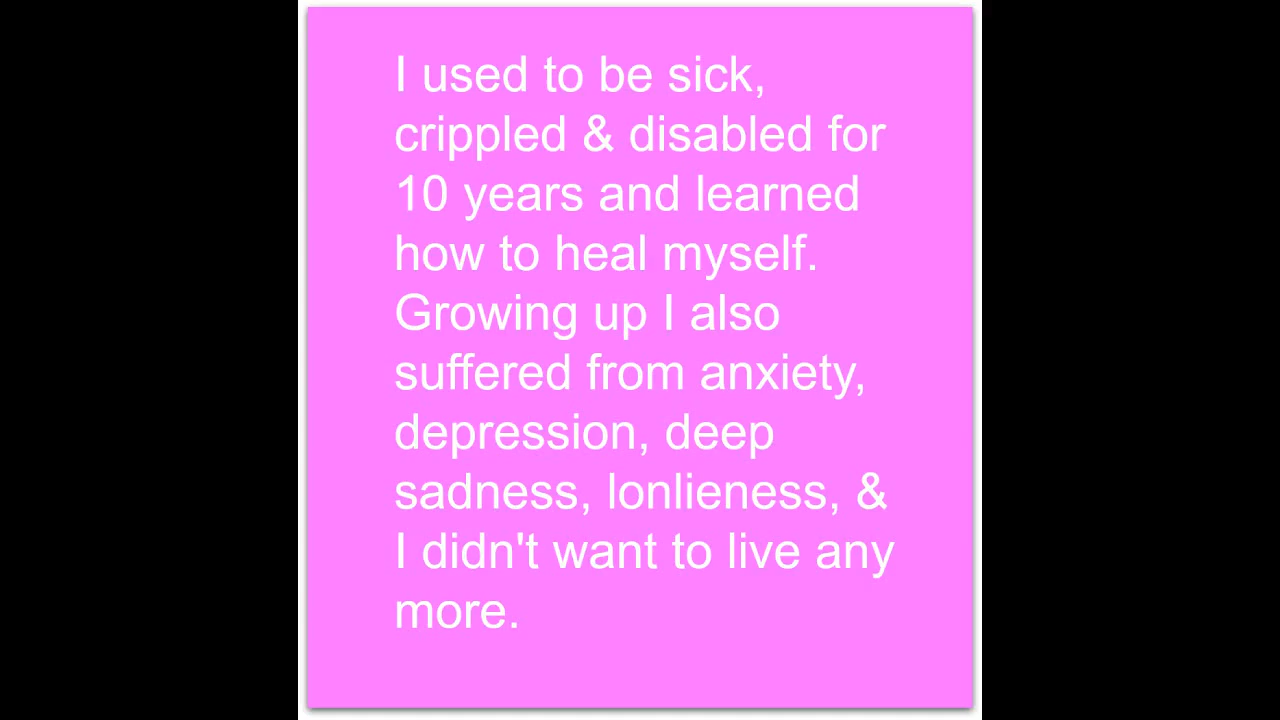 I used to be sick,
crippled & disabled for
10 years and learned
how to heal myself.
Growing up I also
suffered from anxiety,
depression, deep
sadness, lonlieness, &
I didn't want to live any
more.